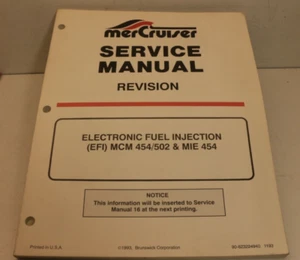 merCruiser
SERVICE
MANUAL
REVISION
ELECTRONIC FUEL INJECTION
(EFI) MCM 454/502 & MIE 454
NOTICE
This information will be inserted to Service
Manual 16 at the next printing.
Printed in U.S.A.
Brunswick Corporation